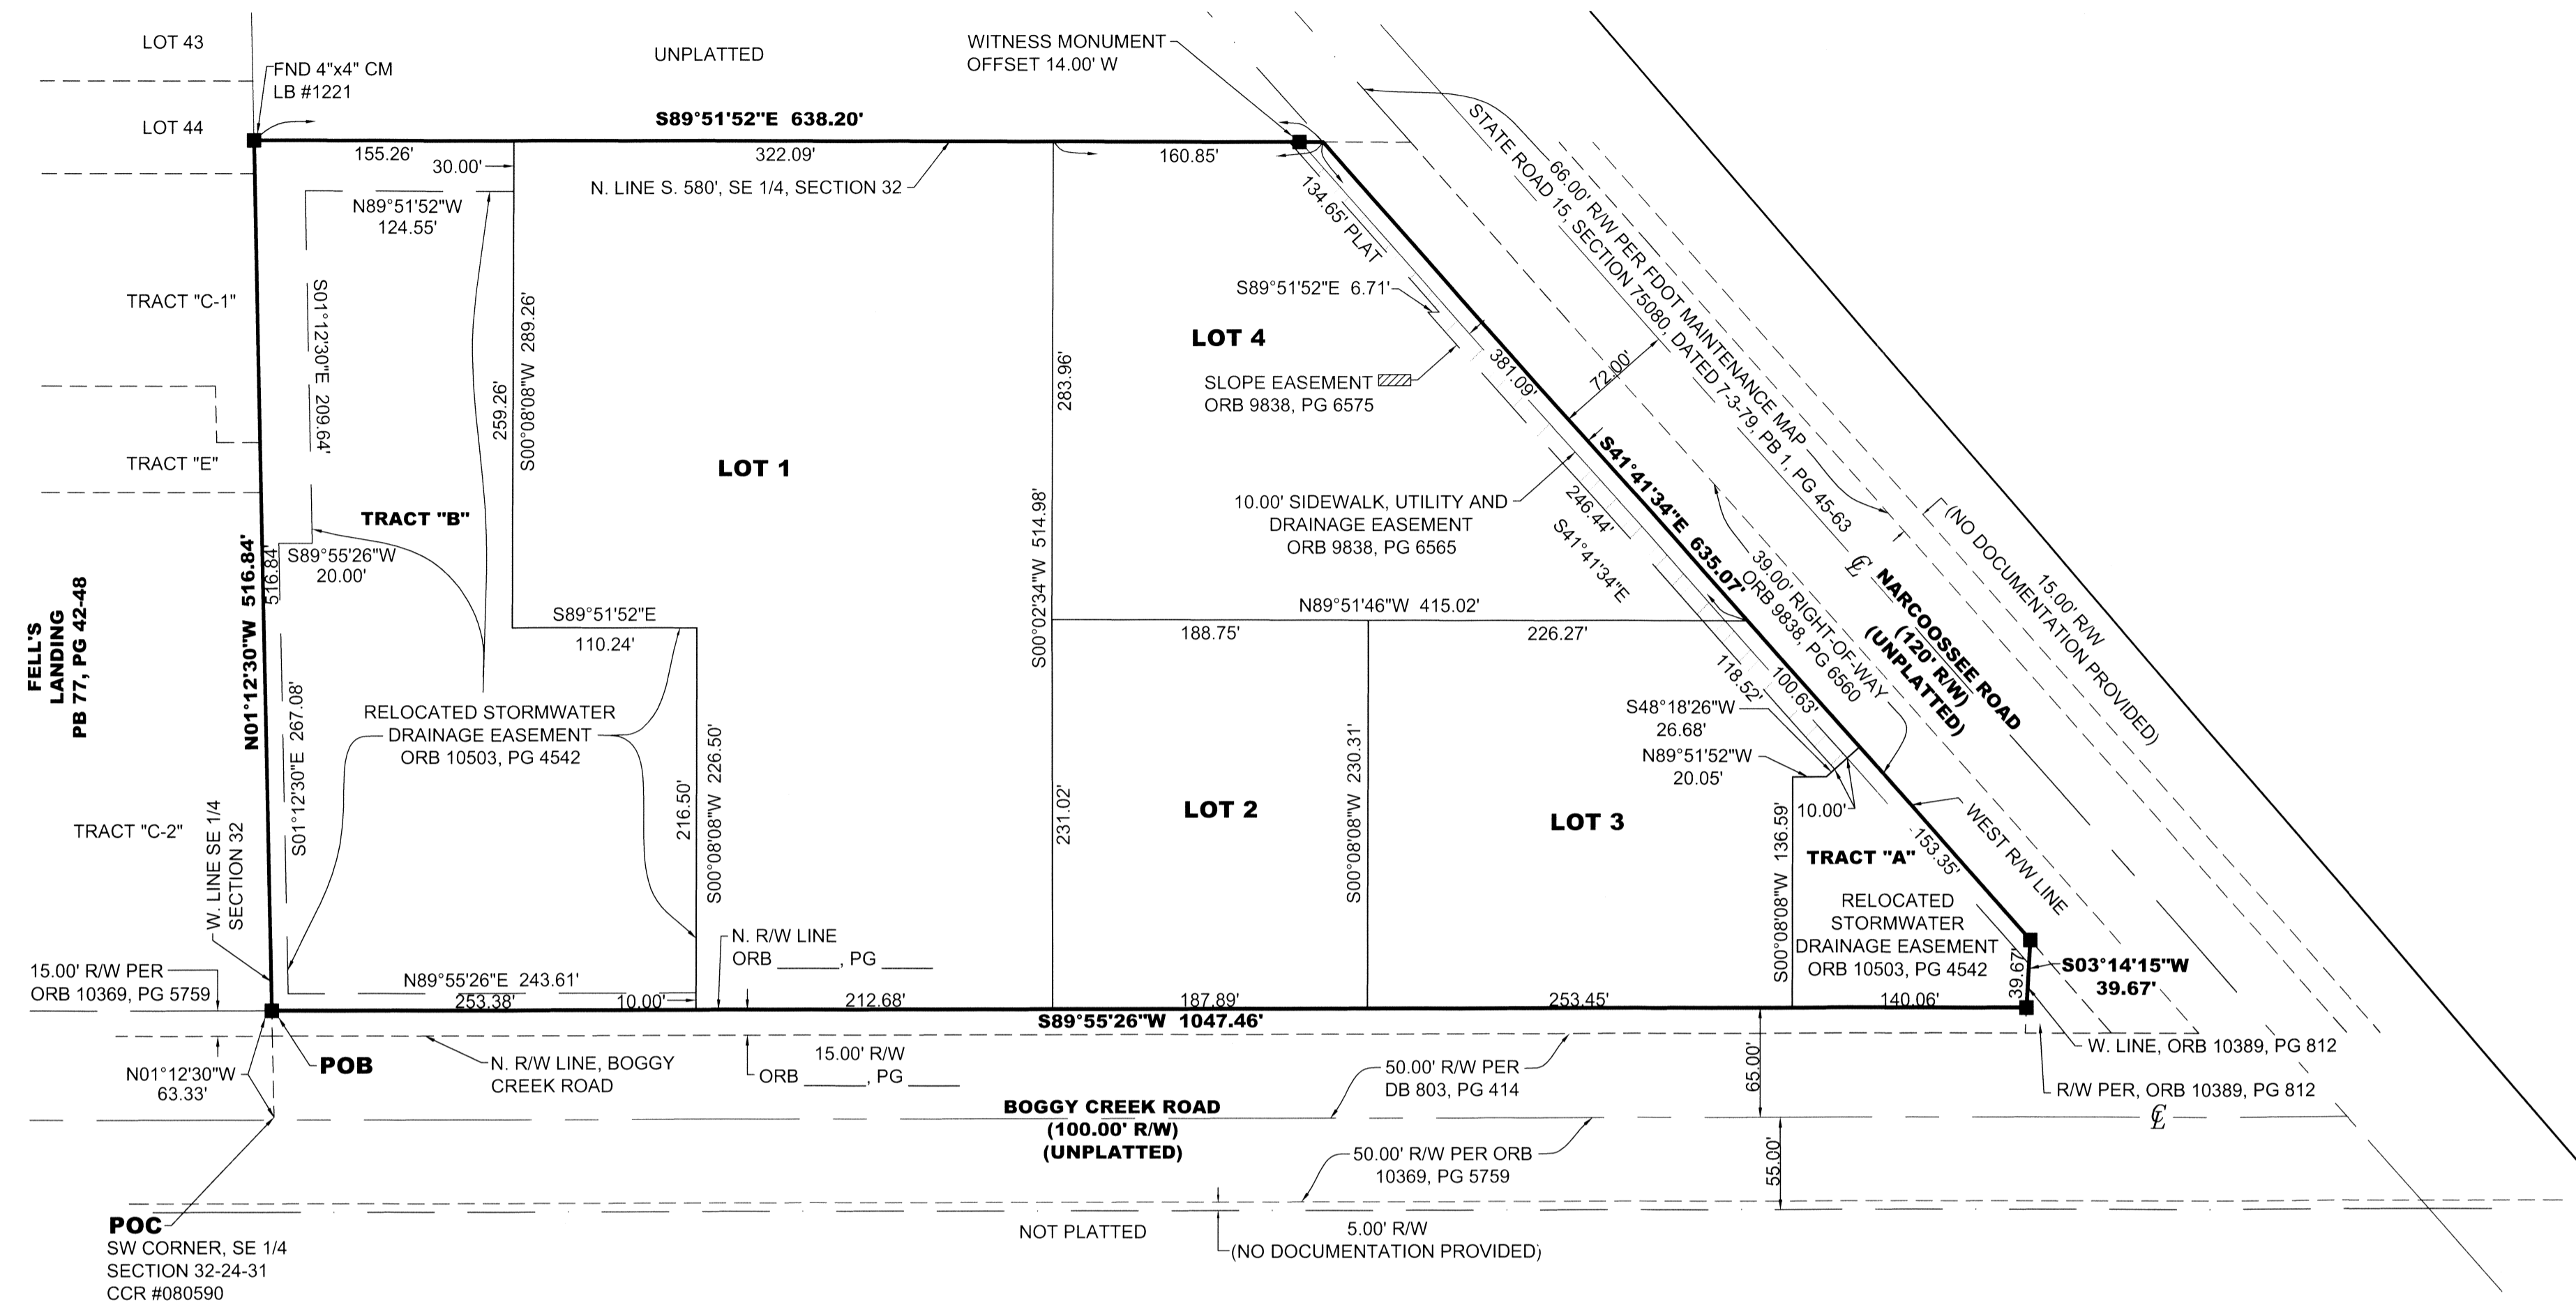 LOT 43
FND 4"x4" CM
LB #1221
LOT 44
UNPLATTED
WITNESS MONUMENT
OFFSET 14.00' W
S89°51'52"E 638.20'
155.26'
30.00'
322.09'
160.85'
N. LINE S. 580', SE 1/4, SECTION 32
N89°51'52"W
124.55'
134.65' PLAT
STATE ROAD 15, SECTION 75080, DATED 7-3-79, PB 1, PG 45-63
66.00' R/W PER FDOT MAINTENANCE MAP
TRACT "C-1"
S01°12'30"E 209.64'
259.26'
S00°08'08"W 289.26'
S89°51'52"E 6.71'
LOT 4
283.96'
SLOPE EASEMENT
ORB 9838, PG 6575
381.09'
72.00'
TRACT "E"
LOT 1
TRACT "B"
S89°55'26"W
20.00'
10.00' SIDEWALK, UTILITY AND
DRAINAGE EASEMENT
ORB 9838, PG 6565
246.44'
S41°41'34"E
S41°41'34"E 635.07'
39.00' RIGHT-OF-WAY
ORB 9838, PG 6560
℄
NARCOOSSEE ROAD
(120' R/W)
(UNPLATTED)
15.00' R/W
(NO DOCUMENTATION PROVIDED)
FELL'S
LANDING
PB 77, PG 42-48
N01°12'30"W 516.84'
516.84'
S00°02'34"W 514.98'
S89°51'52"E
110.24'
N89°51'46"W 415.02'
188.75'
226.27'
118.52'
100.63'
S48°18'26"W
26.68'
N89°51'52"W
20.05'
10.00'
RELOCATED STORMWATER
DRAINAGE EASEMENT
ORB 10503, PG 4542
S01°12'30"E 267.08'
216.50'
S00°08'08"W 226.50'
231.02'
LOT 2
S00°08'08"W 230.31'
LOT 3
S00°08'08"W 136.59'
TRACT "A"
153.35'
WEST R/W LINE
RELOCATED
STORMWATER
DRAINAGE EASEMENT
ORB 10503, PG 4542
TRACT "C-2"
W. LINE SE 1/4
SECTION 32
15.00' R/W PER
ORB 10369, PG 5759
N89°55'26"E 243.61'
253.38'
10.00'
N. R/W LINE
ORB ______, PG _____
212.68'
187.89'
253.45'
140.06'
39.67'
S03°14'15"W
39.67'
S89°55'26"W 1047.46'
N01°12'30"W
63.33'
POB
N. R/W LINE, BOGGY
CREEK ROAD
15.00' R/W
ORB ______, PG _____
50.00' R/W PER
DB 803, PG 414
65.00'
W. LINE, ORB 10389, PG 812
R/W PER, ORB 10389, PG 812
BOGGY CREEK ROAD
(100.00' R/W)
(UNPLATTED)
℄
50.00' R/W PER ORB
10369, PG 5759
55.00'
POC
SW CORNER, SE 1/4
SECTION 32-24-31
CCR #080590
NOT PLATTED
5.00' R/W
(NO DOCUMENTATION PROVIDED)